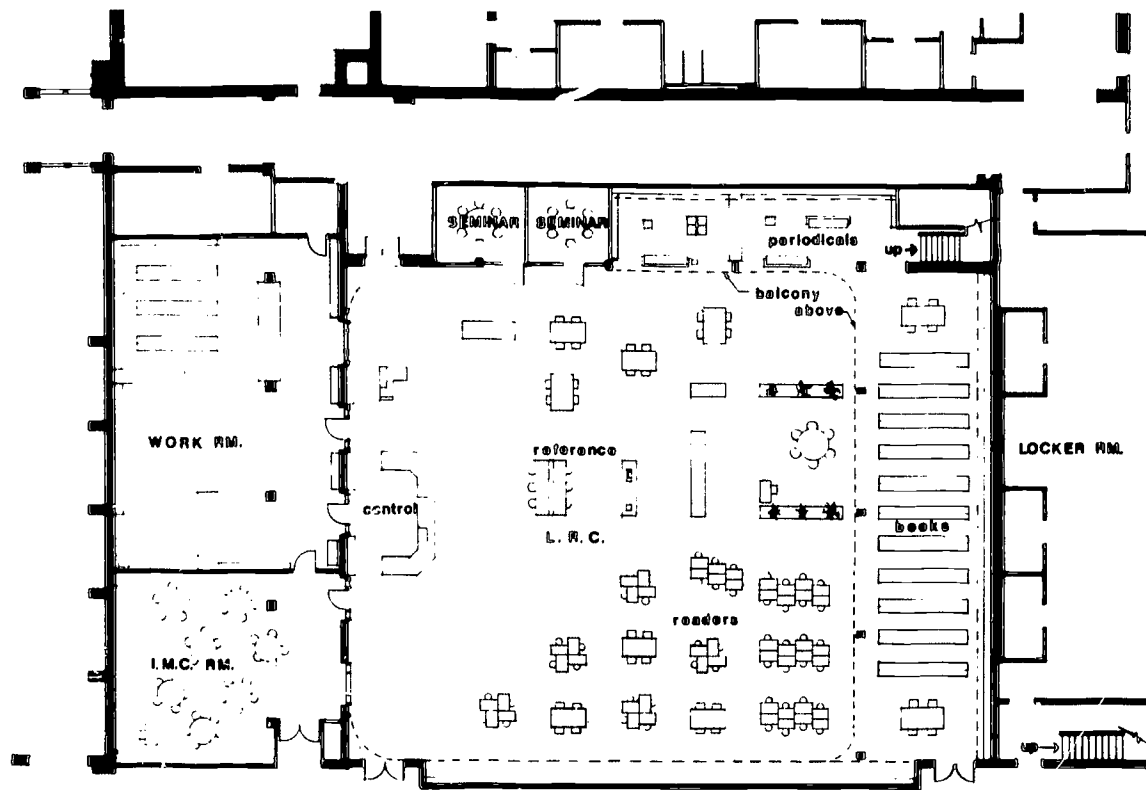 SEMINAR SEMINAR
periodicals
up
balcony
above
WORK RM.
reference
LOCKER RM.
control
books
L. R. C.
readers
I.M.C. RM.
up